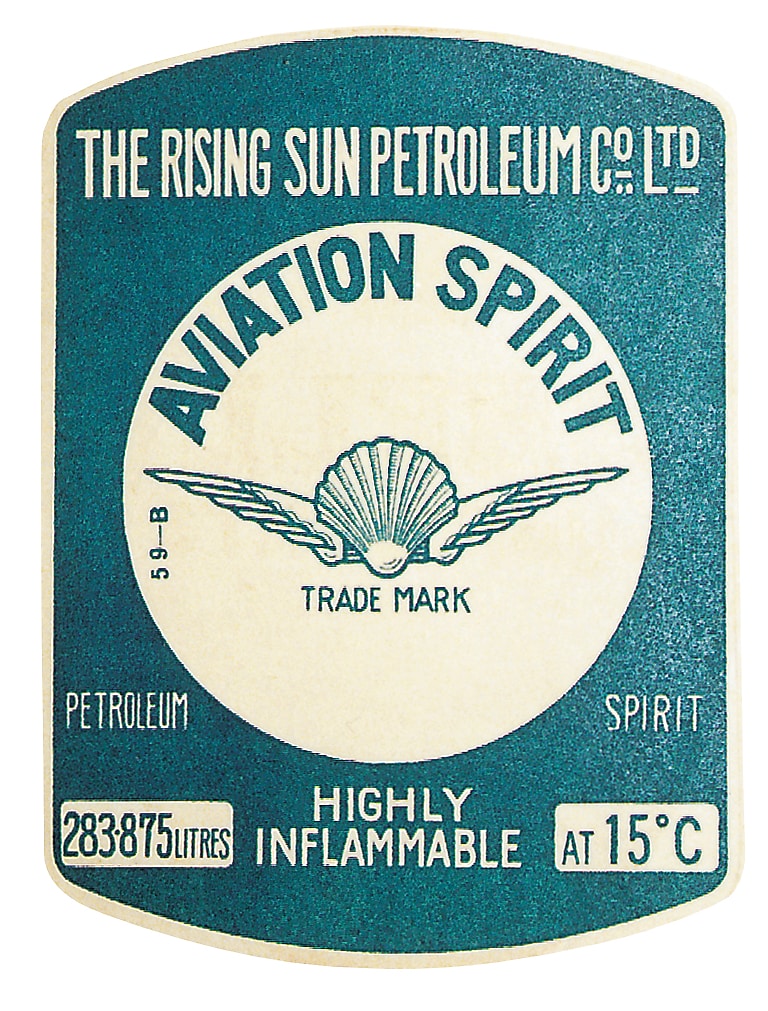 THE RISING SUN PETROLEUM Co. LTD
AVIATION SPIRIT
59-B
TRADE MARK
PETROLEUM SPIRIT
HIGHLY
INFLAMMABLE
283·875 LITRES
AT 15°C